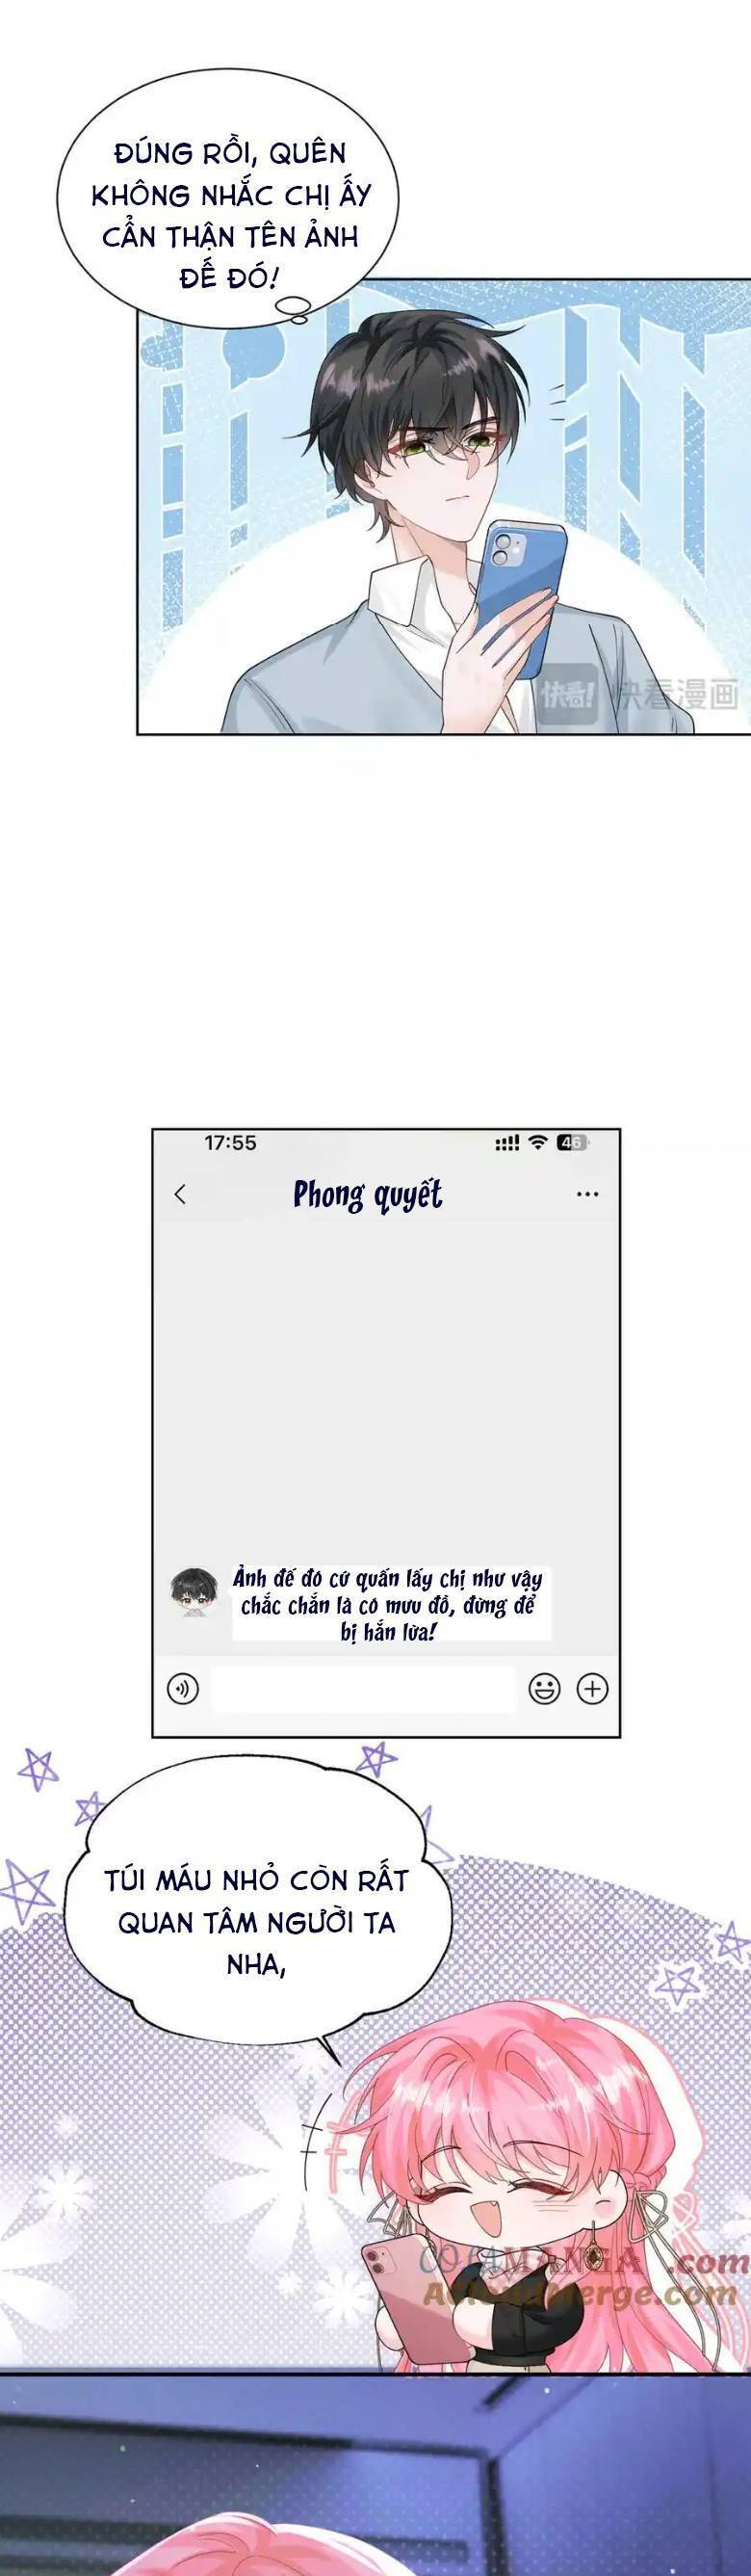 ĐÚNG RỒI, QUÊN
KHÔNG NHẮC CHỊ ẤY
CẨN THẬN TÊN ẢNH
ĐẾ ĐÓ!
快看! 快看漫画
17:55
46
Phong quyết
Ảnh đế đó cứ quấn lấy chị như vậy
chắc chắn là có mưu đồ, đừng để
bị hắn lừa!
TÚI MÁU NHỎ CÒN RẤT
QUAN TÂM NGƯỜI TA
NHA,
COLAMANGA.com
AcloudMerge.com